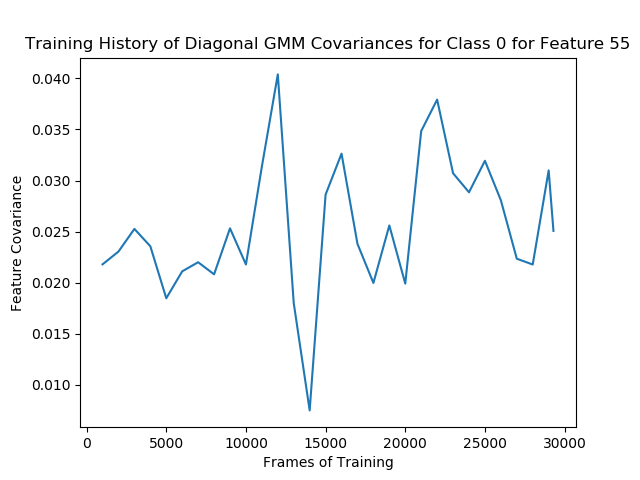 Training History of Diagonal GMM Covariances for Class 0 for Feature 55
0.040
0.035
0.030
0.025
0.020
0.015
0.010
Feature Covariance
0 5000 10000 15000 20000 25000 30000
Frames of Training